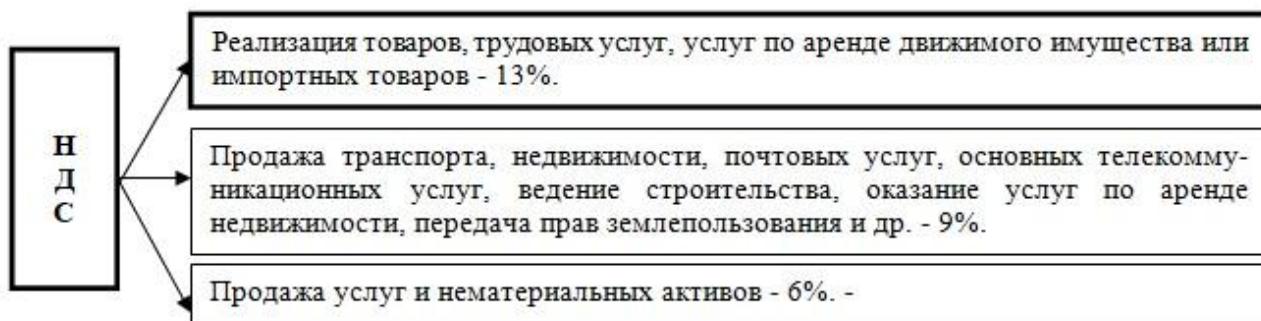 Реализация товаров, трудовых услуг, услуг по аренде движимого имущества или
импортных товаров - 13%.
Н
Д
С
Продажа транспорта, недвижимости, почтовых услуг, основных телекомму-
никационных услуг, ведение строительства, оказание услуг по аренде
недвижимости, передача прав землепользования и др. - 9%.
Продажа услуг и нематериальных активов - 6%. -